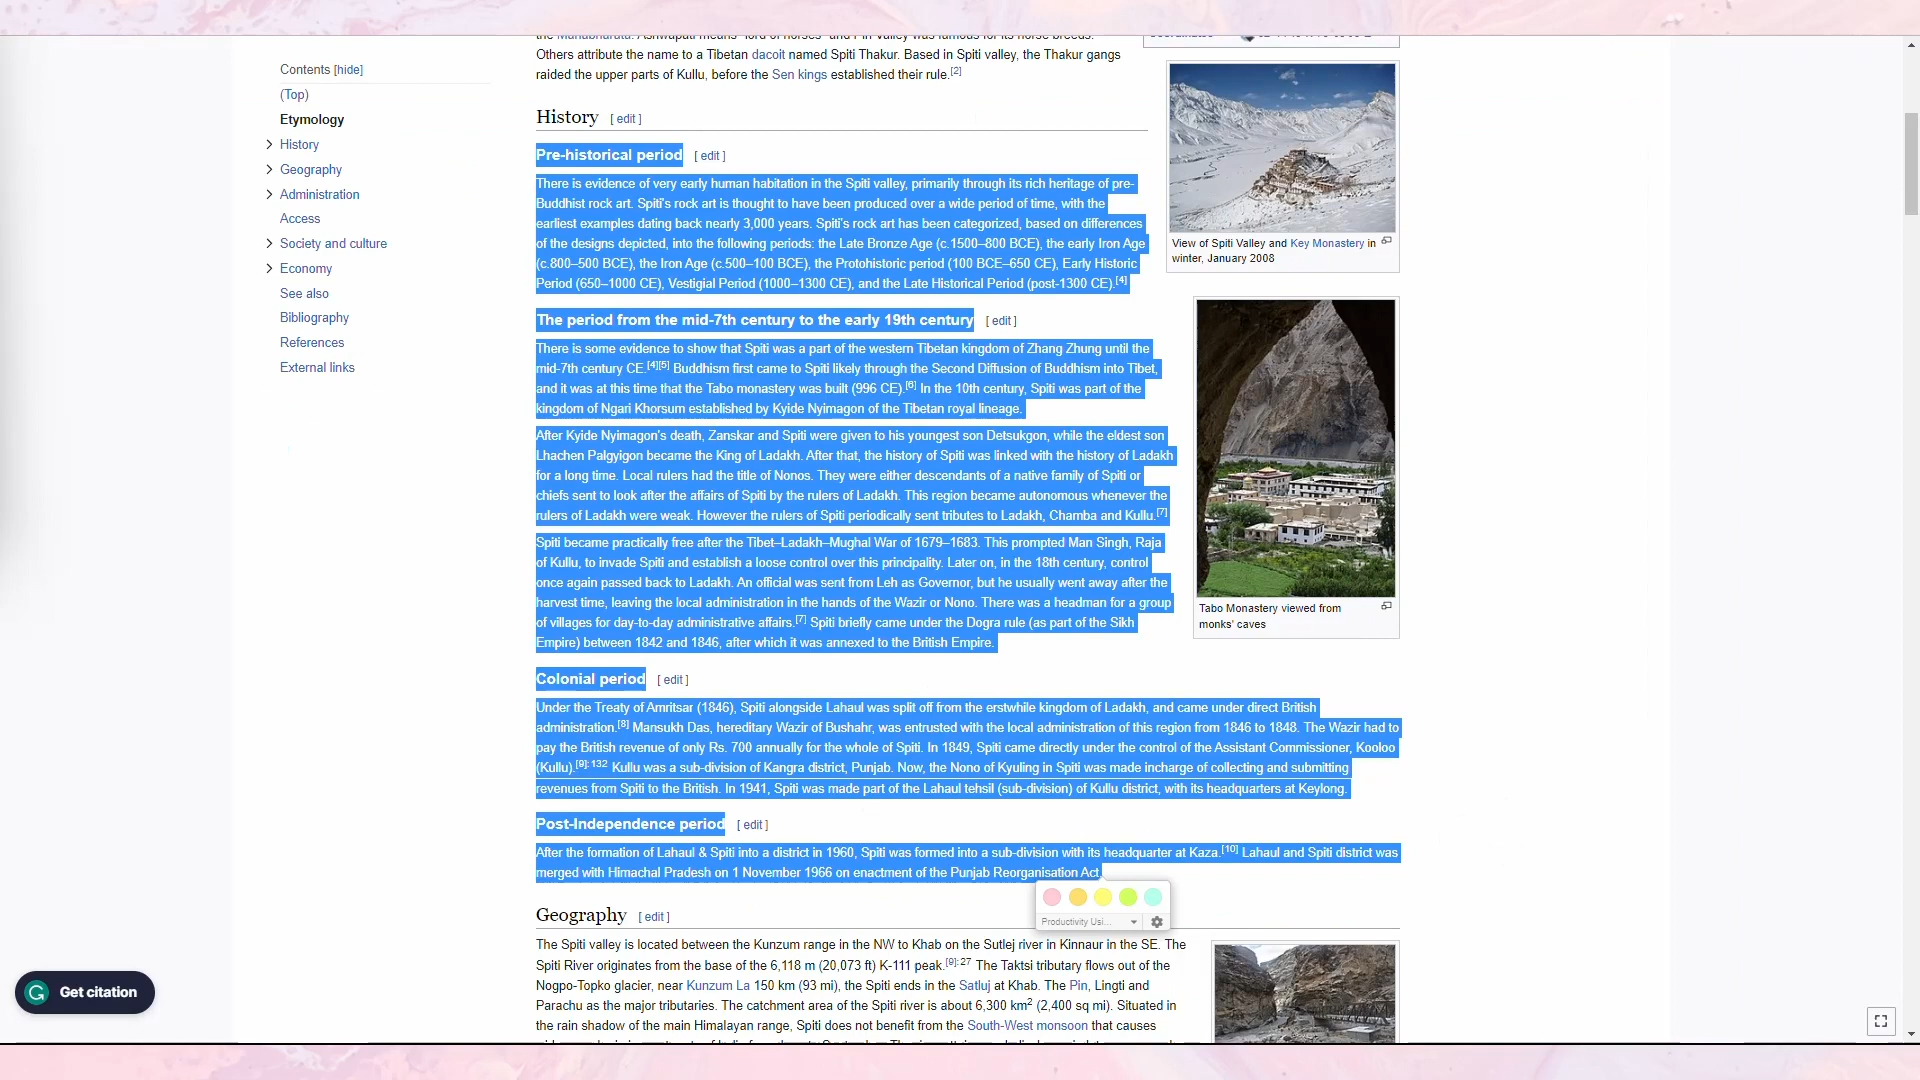 Others attribute the name to a Tibetan dacoit named Spiti Thakur. Based in Spiti valley, the Thakur gangs
raided the upper parts of Kullu, before the Sen kings established their rule.[2]
Contents [hide]
(Top)
Etymology
History
Geography
Administration
Access
Society and culture
Economy
See also
Bibliography
References
External links
History [ edit ]
Pre-historical period [ edit ]
There is evidence of very early human habitation in the Spiti valley, primarily through its rich heritage of pre-
Buddhist rock art. Spiti's rock art is thought to have been produced over a wide period of time, with the
earliest examples dating back nearly 3,000 years. Spiti's rock art has been categorized, based on differences
of the designs depicted, into the following periods: the Late Bronze Age (c.1500–800 BCE), the early Iron Age
(c.800–500 BCE), the Iron Age (c.500–100 BCE), the Protohistoric period (100 BCE–650 CE), Early Historic
Period (650–1000 CE), Vestigial Period (1000–1300 CE), and the Late Historical Period (post-1300 CE).[4]
View of Spiti Valley and Key Monastery in
winter, January 2008
The period from the mid-7th century to the early 19th century [ edit ]
There is some evidence to show that Spiti was a part of the western Tibetan kingdom of Zhang Zhung until the
mid-7th century CE.[4][5] Buddhism first came to Spiti likely through the Second Diffusion of Buddhism into Tibet,
and it was at this time that the Tabo monastery was built (996 CE).[6] In the 10th century, Spiti was part of the
kingdom of Ngari Khorsum established by Kyide Nyimagon of the Tibetan royal lineage.
After Kyide Nyimagon's death, Zanskar and Spiti were given to his youngest son Detsukgon, while the eldest son
Lhachen Palgyigon became the King of Ladakh. After that, the history of Spiti was linked with the history of Ladakh
for a long time. Local rulers had the title of Nonos. They were either descendants of a native family of Spiti or
chiefs sent to look after the affairs of Spiti by the rulers of Ladakh. This region became autonomous whenever the
rulers of Ladakh were weak. However the rulers of Spiti periodically sent tributes to Ladakh, Chamba and Kullu.[7]
Spiti became practically free after the Tibet–Ladakh–Mughal War of 1679–1683. This prompted Man Singh, Raja
of Kullu, to invade Spiti and establish a loose control over this principality. Later on, in the 18th century, control
once again passed back to Ladakh. An official was sent from Leh as Governor, but he usually went away after the
harvest time, leaving the local administration in the hands of the Wazir or Nono. There was a headman for a group
of villages for day-to-day administrative affairs.[7] Spiti briefly came under the Dogra rule (as part of the Sikh
Empire) between 1842 and 1846, after which it was annexed to the British Empire.
Tabo Monastery viewed from
monks' caves
Colonial period [ edit ]
Under the Treaty of Amritsar (1846), Spiti alongside Lahaul was split off from the erstwhile kingdom of Ladakh, and came under direct British
administration.[8] Mansukh Das, hereditary Wazir of Bushahr, was entrusted with the local administration of this region from 1846 to 1848. The Wazir had to
pay the British revenue of only Rs. 700 annually for the whole of Spiti. In 1849, Spiti came directly under the control of the Assistant Commissioner, Kooloo
(Kullu).[9]:132 Kullu was a sub-division of Kangra district, Punjab. Now, the Nono of Kyuling in Spiti was made incharge of collecting and submitting
revenues from Spiti to the British. In 1941, Spiti was made part of the Lahaul tehsil (sub-division) of Kullu district, with its headquarters at Keylong.
Post-Independence period [ edit ]
After the formation of Lahaul & Spiti into a district in 1960, Spiti was formed into a sub-division with its headquarter at Kaza.[10] Lahaul and Spiti district was
merged with Himachal Pradesh on 1 November 1966 on enactment of the Punjab Reorganisation Act.
Productivity Usi...
Geography [ edit ]
The Spiti valley is located between the Kunzum range in the NW to Khab on the Sutlej river in Kinnaur in the SE. The
Spiti River originates from the base of the 6,118 m (20,073 ft) K-111 peak.[9]:27 The Taktsi tributary flows out of the
Nogpo-Topko glacier, near Kunzum La 150 km (93 mi), the Spiti ends in the Satluj at Khab. The Pin, Lingti and
Parachu as the major tributaries. The catchment area of the Spiti river is about 6,300 km2 (2,400 sq mi). Situated in
the rain shadow of the main Himalayan range, Spiti does not benefit from the South-West monsoon that causes
Get citation